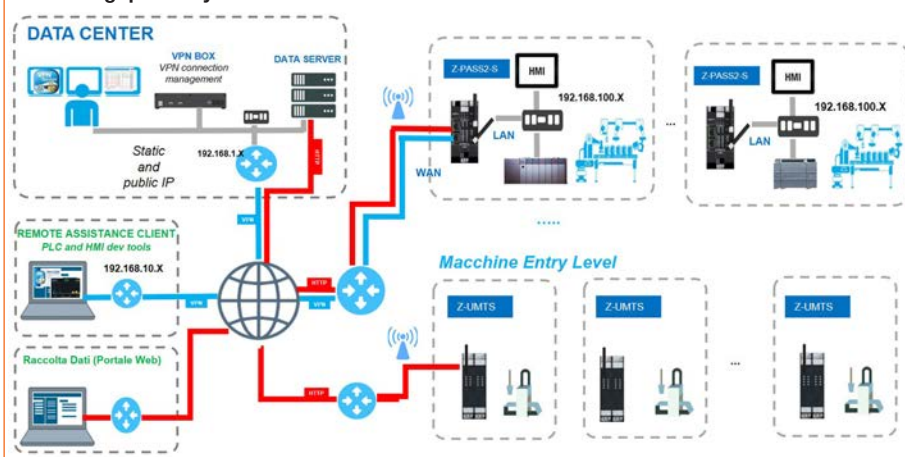 DATA CENTER
VPN BOX
VPN connection
management
DATA SERVER
192.168.1.X
Static
and
public IP
HTTP
VPN
Z-PASS2-S
HMI
192.168.100.X
LAN
WAN
...
Z-PASS2-S
HMI
192.168.100.X
LAN
.....
REMOTE ASSISTANCE CLIENT
PLC and HMI dev tools
192.168.10.X
VPN
HTTP
VPN
Macchine Entry Level
Z-UMTS
Z-UMTS
...
Z-UMTS
Raccolta Dati (Portale Web)
HTTP